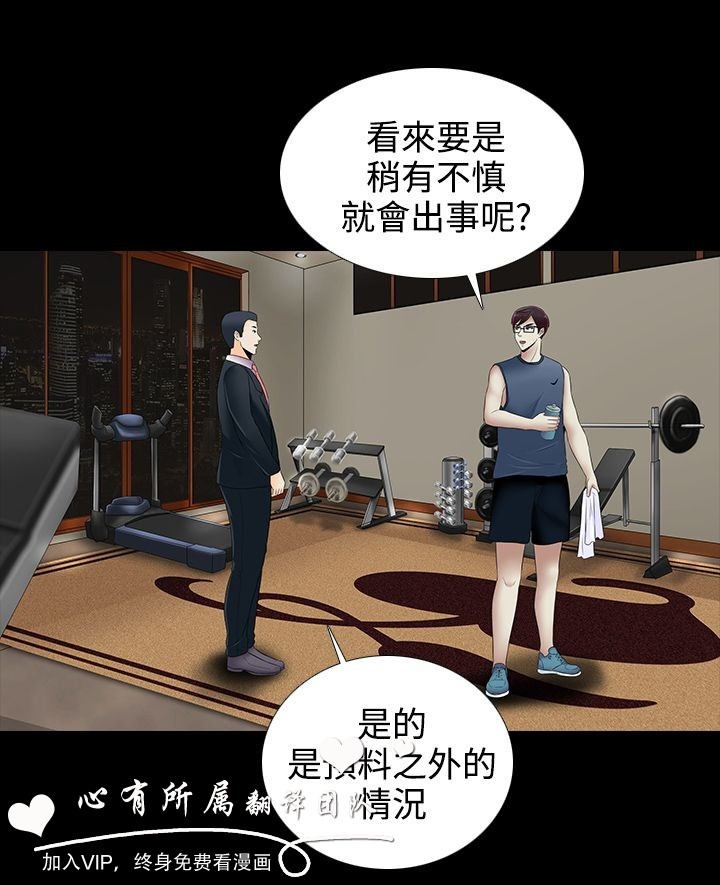 看來要是
稍有不慎
就會出事呢?
是的
是預料之外的
情況
心有所属翻译团队
加入VIP，终身免费看漫画